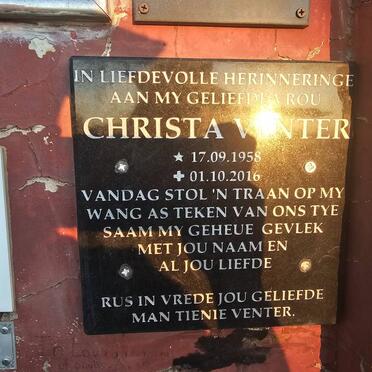 IN LIEFDEVOLLE HERINNERINGE
AAN MY GELIEFDE VROU
CHRISTA VENTER
★ 17.09.1958
✚ 01.10.2016
VANDAG STOL 'N TRAAN OP MY
WANG AS TEKEN VAN ONS TYE
SAAM MY GEHEUE GEVLEK
MET JOU NAAM EN
AL JOU LIEFDE
RUS IN VREDE JOU GELIEFDE
MAN TIENIE VENTER.